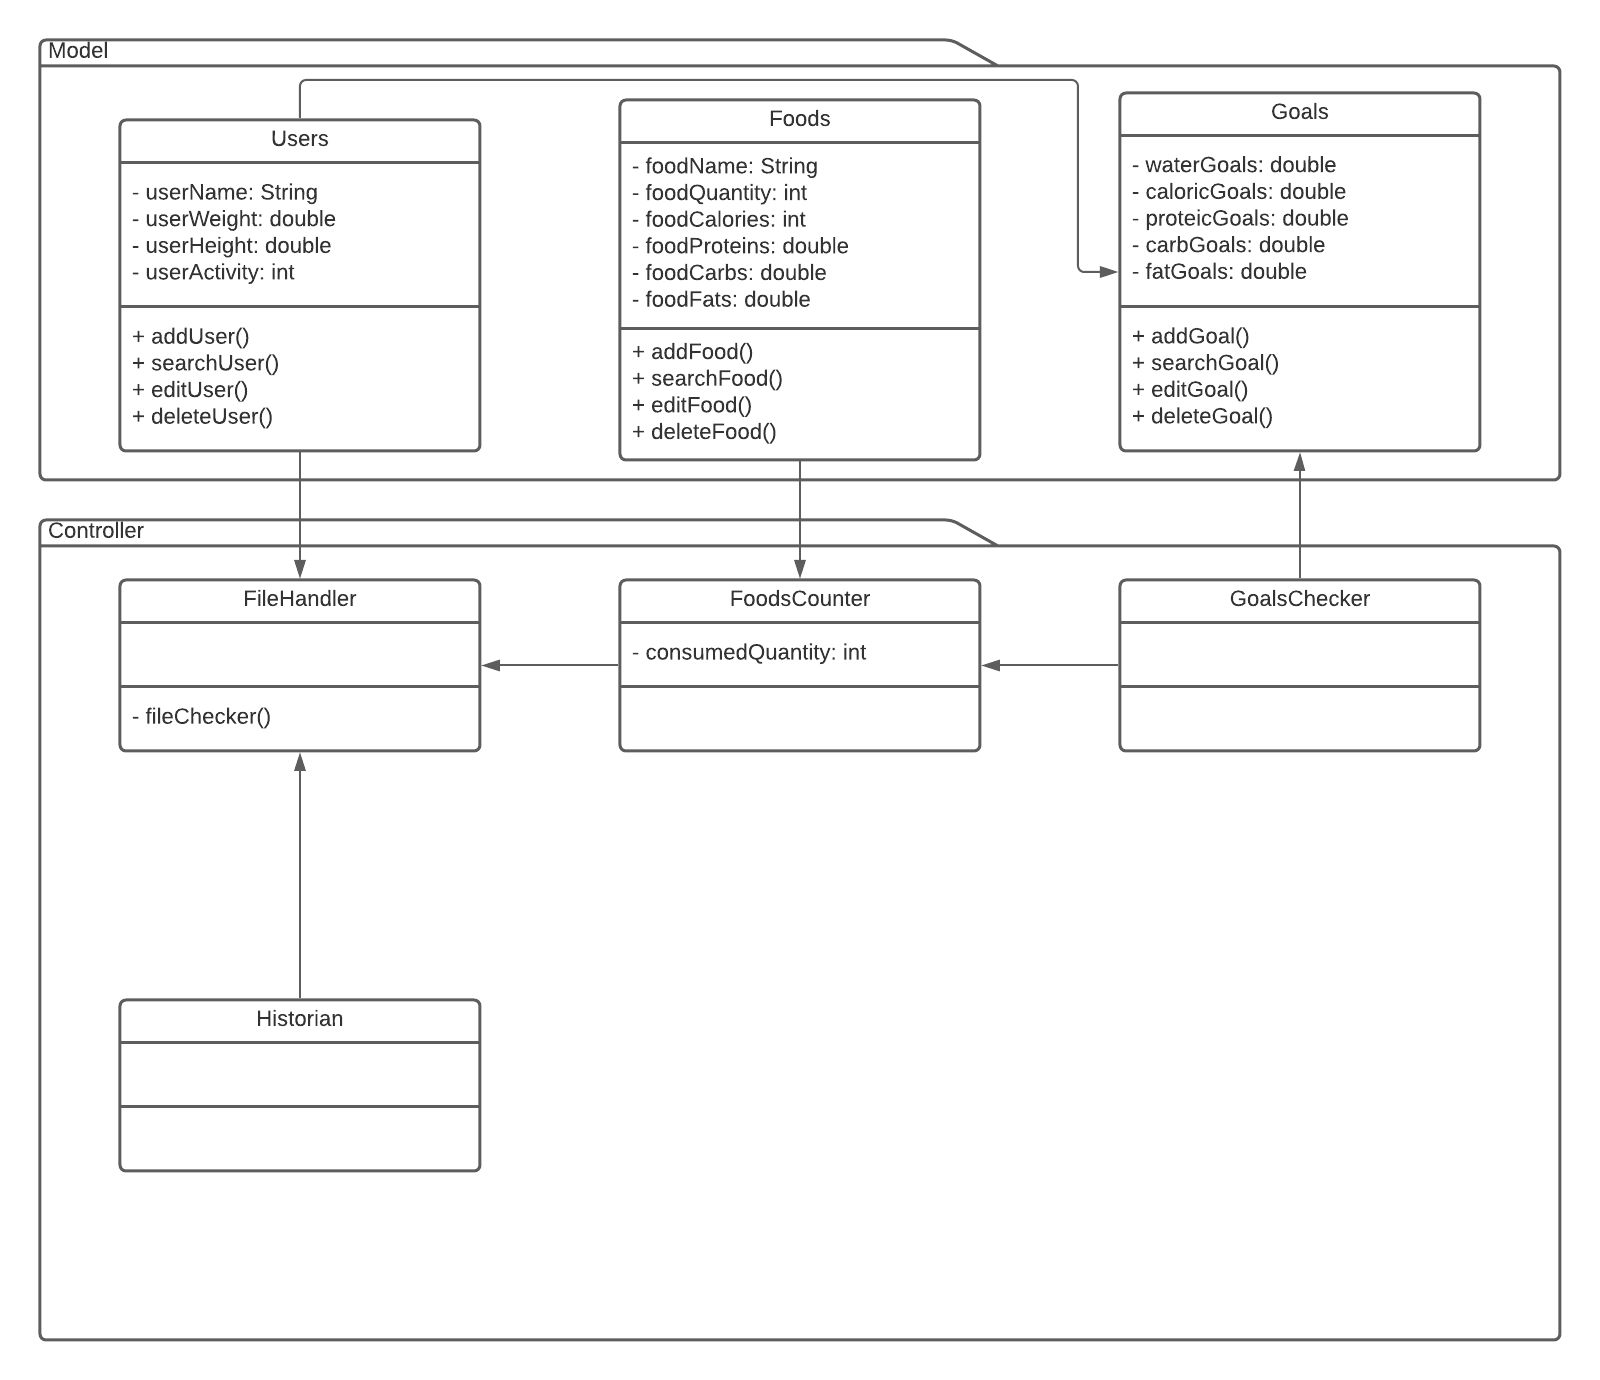 Model
Users
- userName: String
- userWeight: double
- userHeight: double
- userActivity: int
+ addUser()
+ searchUser()
+ editUser()
+ deleteUser()
Foods
- foodName: String
- foodQuantity: int
- foodCalories: int
- foodProteins: double
- foodCarbs: double
- foodFats: double
+ addFood()
+ searchFood()
+ editFood()
+ deleteFood()
Goals
- waterGoals: double
- caloricGoals: double
- proteicGoals: double
- carbGoals: double
- fatGoals: double
+ addGoal()
+ searchGoal()
+ editGoal()
+ deleteGoal()
Controller
FileHandler
- fileChecker()
FoodsCounter
- consumedQuantity: int
GoalsChecker
Historian